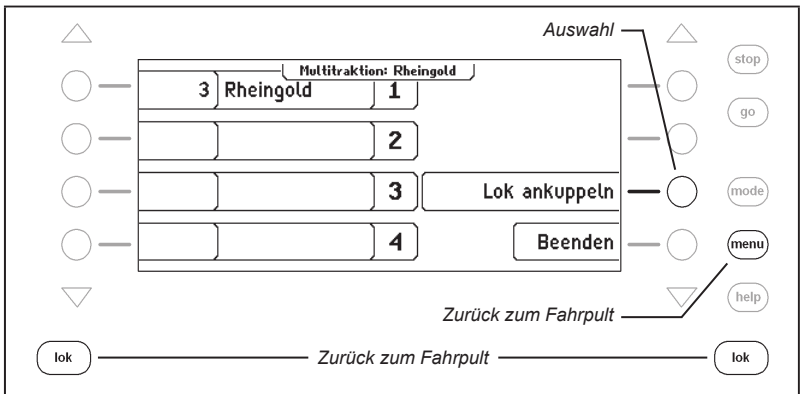 Auswahl
stop
Multitraktion: Rheingold
3 Rheingold 1
go
2
3 Lok ankuppeln
mode
4 Beenden
menu
help
Zurück zum Fahrpult
lok Zurück zum Fahrpult lok